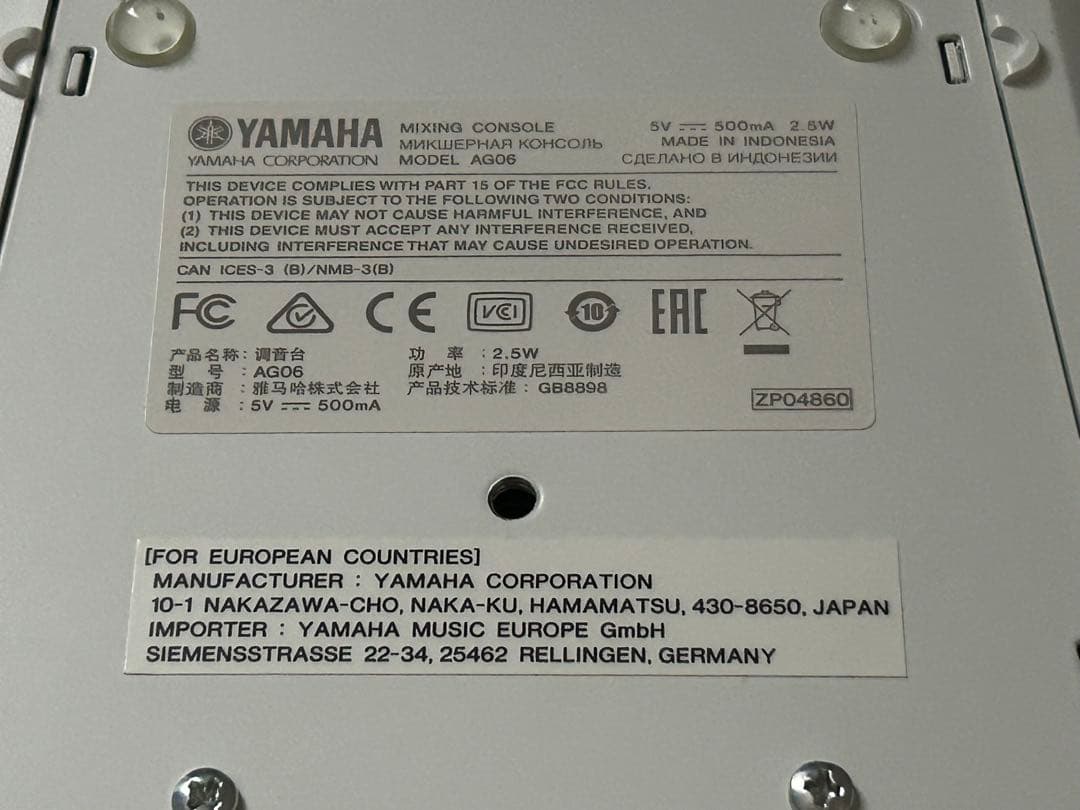 YAMAHA MIXING CONSOLE 5V ⎓ 500mA 2.5W
МИКШЕРНАЯ КОНСОЛЬ MADE IN INDONESIA
YAMAHA CORPORATION MODEL AG06 СДЕЛАНО В ИНДОНЕЗИИ
THIS DEVICE COMPLIES WITH PART 15 OF THE FCC RULES.
OPERATION IS SUBJECT TO THE FOLLOWING TWO CONDITIONS:
(1) THIS DEVICE MAY NOT CAUSE HARMFUL INTERFERENCE, AND
(2) THIS DEVICE MUST ACCEPT ANY INTERFERENCE RECEIVED,
INCLUDING INTERFERENCE THAT MAY CAUSE UNDESIRED OPERATION.
CAN ICES-3 (B)/NMB-3(B)
FC CE VCI 10 EAC
产品名称: 调音台 功 率 : 2.5W
型 号 : AG06 原产地 : 印度尼西亚制造
制造商 : 雅马哈株式会社 产品技术标准 : GB8898
电 源 : 5V ⎓ 500mA
ZP04860
[FOR EUROPEAN COUNTRIES]
MANUFACTURER : YAMAHA CORPORATION
10-1 NAKAZAWA-CHO, NAKA-KU, HAMAMATSU, 430-8650, JAPAN
IMPORTER : YAMAHA MUSIC EUROPE GmbH
SIEMENSSTRASSE 22-34, 25462 RELLINGEN, GERMANY